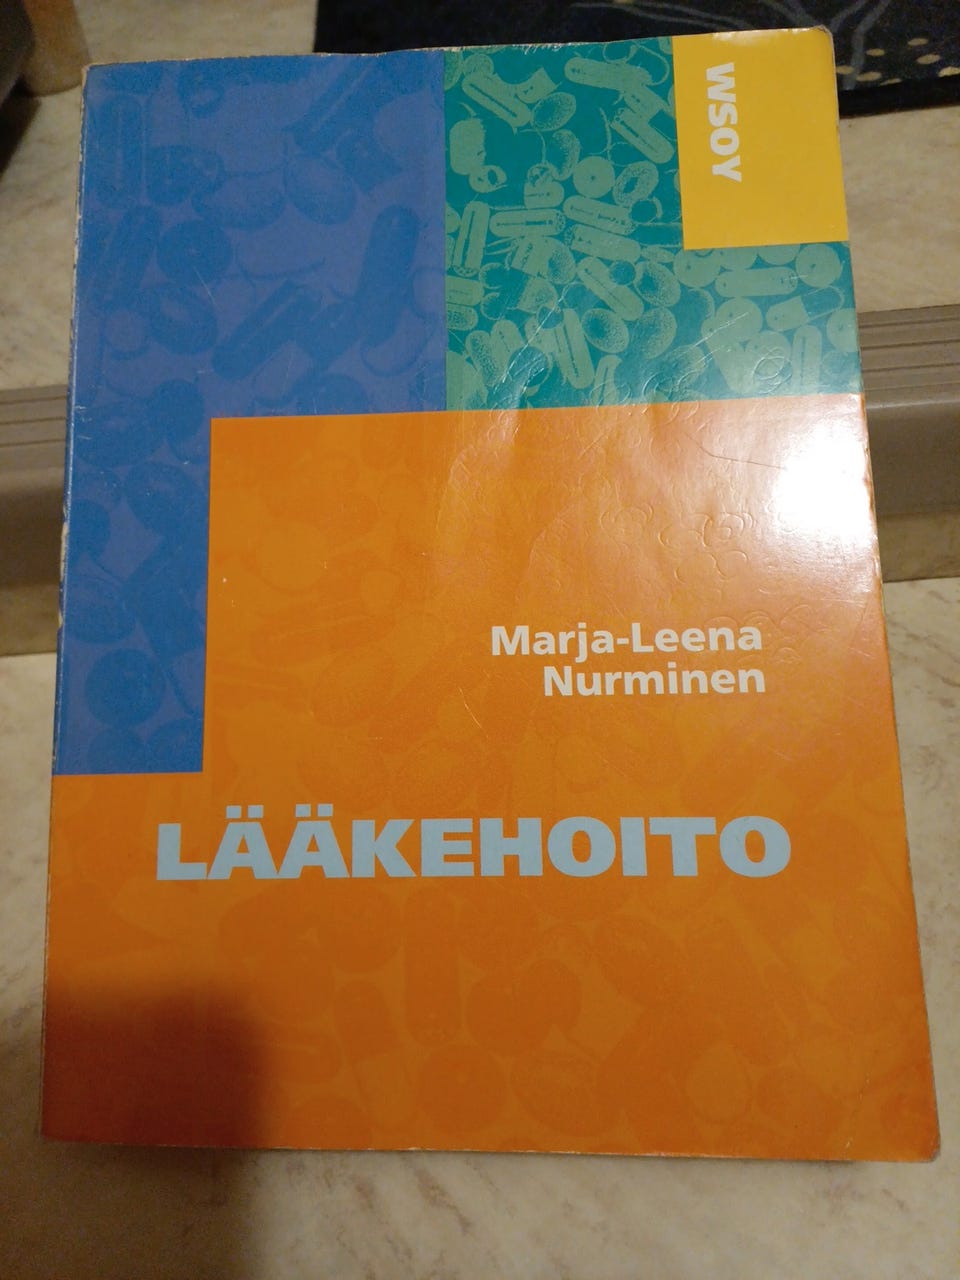 WSOY
Marja-Leena
Nurminen
LÄÄKEHOITO